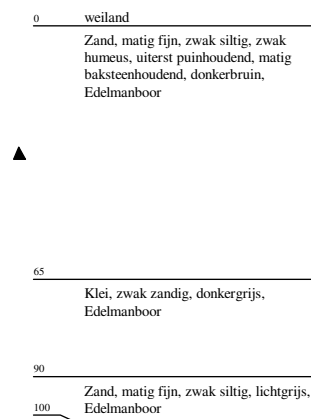 0 weiland
Zand, matig fijn, zwak siltig, zwak
humeus, uiterst puinhoudend, matig
baksteenhoudend, donkerbruin,
Edelmanboor
65
Klei, zwak zandig, donkergrijs,
Edelmanboor
90
Zand, matig fijn, zwak siltig, lichtgrijs,
100 Edelmanboor